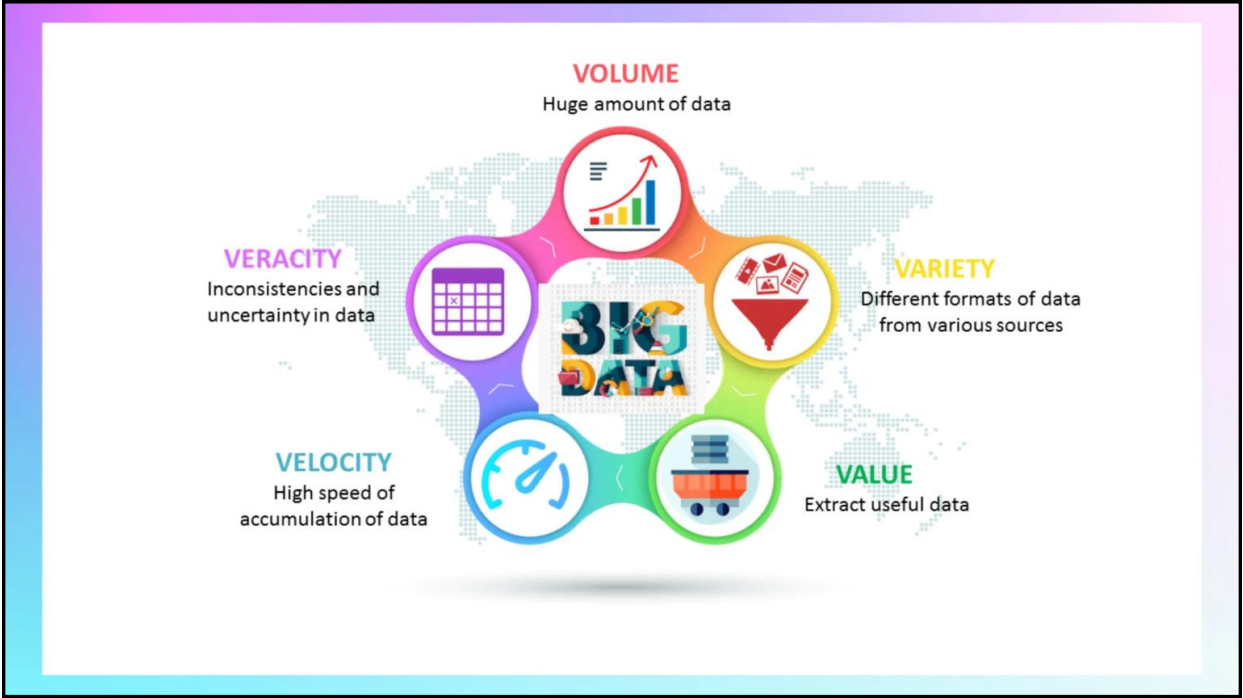 VOLUME
Huge amount of data
VERACITY
Inconsistencies and
uncertainty in data
VARIETY
Different formats of data
from various sources
BIG
DATA
VELOCITY
High speed of
accumulation of data
VALUE
Extract useful data